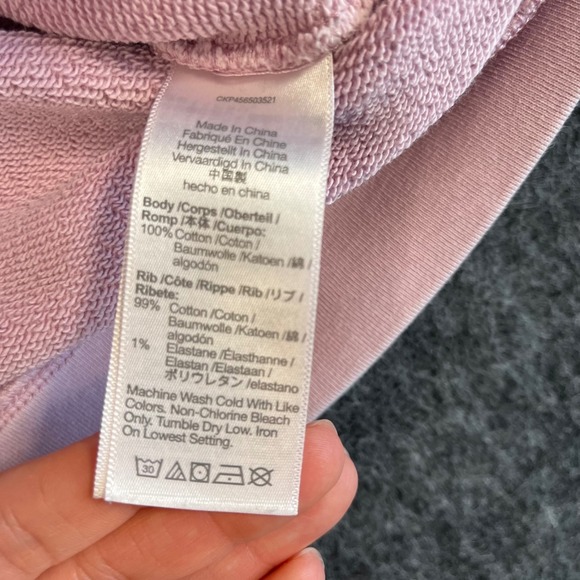 CKP456503521
Made In China
Fabriqué En Chine
Hergestellt In China
Vervaardigd In China
中国製
hecho en china
Body /Corps /Oberteil /
Romp /本体 /Cuerpo:
100% Cotton /Coton /
Baumwolle /Katoen /綿 /
algodón
Rib /Côte /Rippe /Rib /リブ /
Ribete:
99% Cotton /Coton /
Baumwolle /Katoen /綿 /
algodón
1% Elastane /Élasthanne /
Elastan /Elastaan /
ポリウレタン /elastano
Machine Wash Cold With Like
Colors. Non-Chlorine Bleach
Only. Tumble Dry Low. Iron
On Lowest Setting.
30